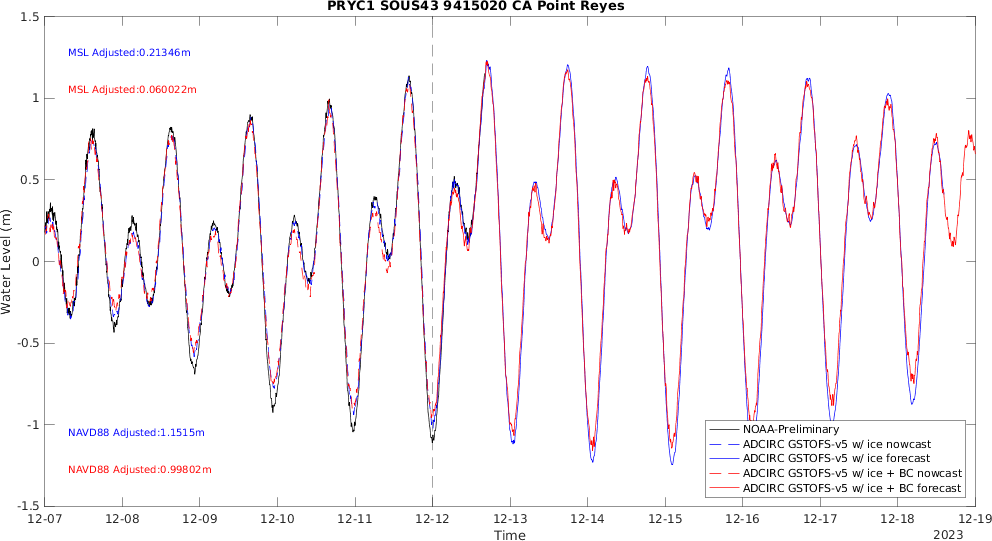 PRYC1 SOUS43 9415020 CA Point Reyes
1.5
1
0.5
0
-0.5
-1
-1.5
Water Level (m)
MSL Adjusted:0.21346m
MSL Adjusted:0.060022m
NAVD88 Adjusted:1.1515m
NAVD88 Adjusted:0.99802m
NOAA-Preliminary
ADCIRC GSTOFS-v5 w/ ice nowcast
ADCIRC GSTOFS-v5 w/ ice forecast
ADCIRC GSTOFS-v5 w/ ice + BC nowcast
ADCIRC GSTOFS-v5 w/ ice + BC forecast
12-07 12-08 12-09 12-10 12-11 12-12 12-13 12-14 12-15 12-16 12-17 12-18 12-19
Time
2023